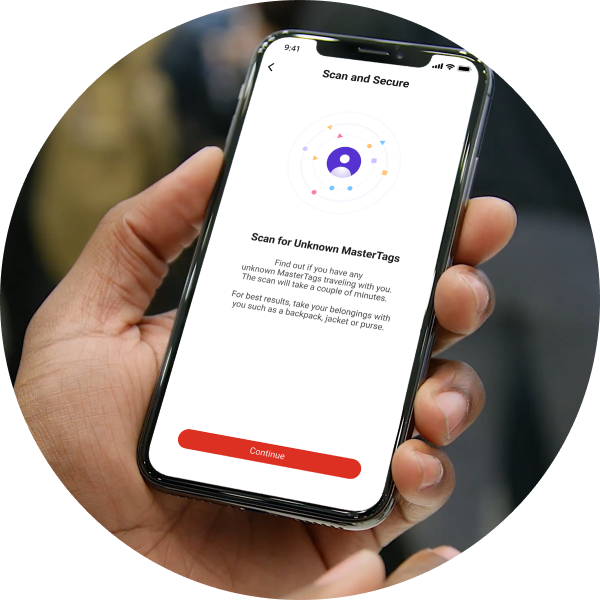 9:41
Scan and Secure
Scan for Unknown MasterTags
Find out if you have any
unknown MasterTags traveling with you.
The scan will take a couple of minutes.
For best results, take your belongings with
you such as a backpack, jacket or purse.
Continue